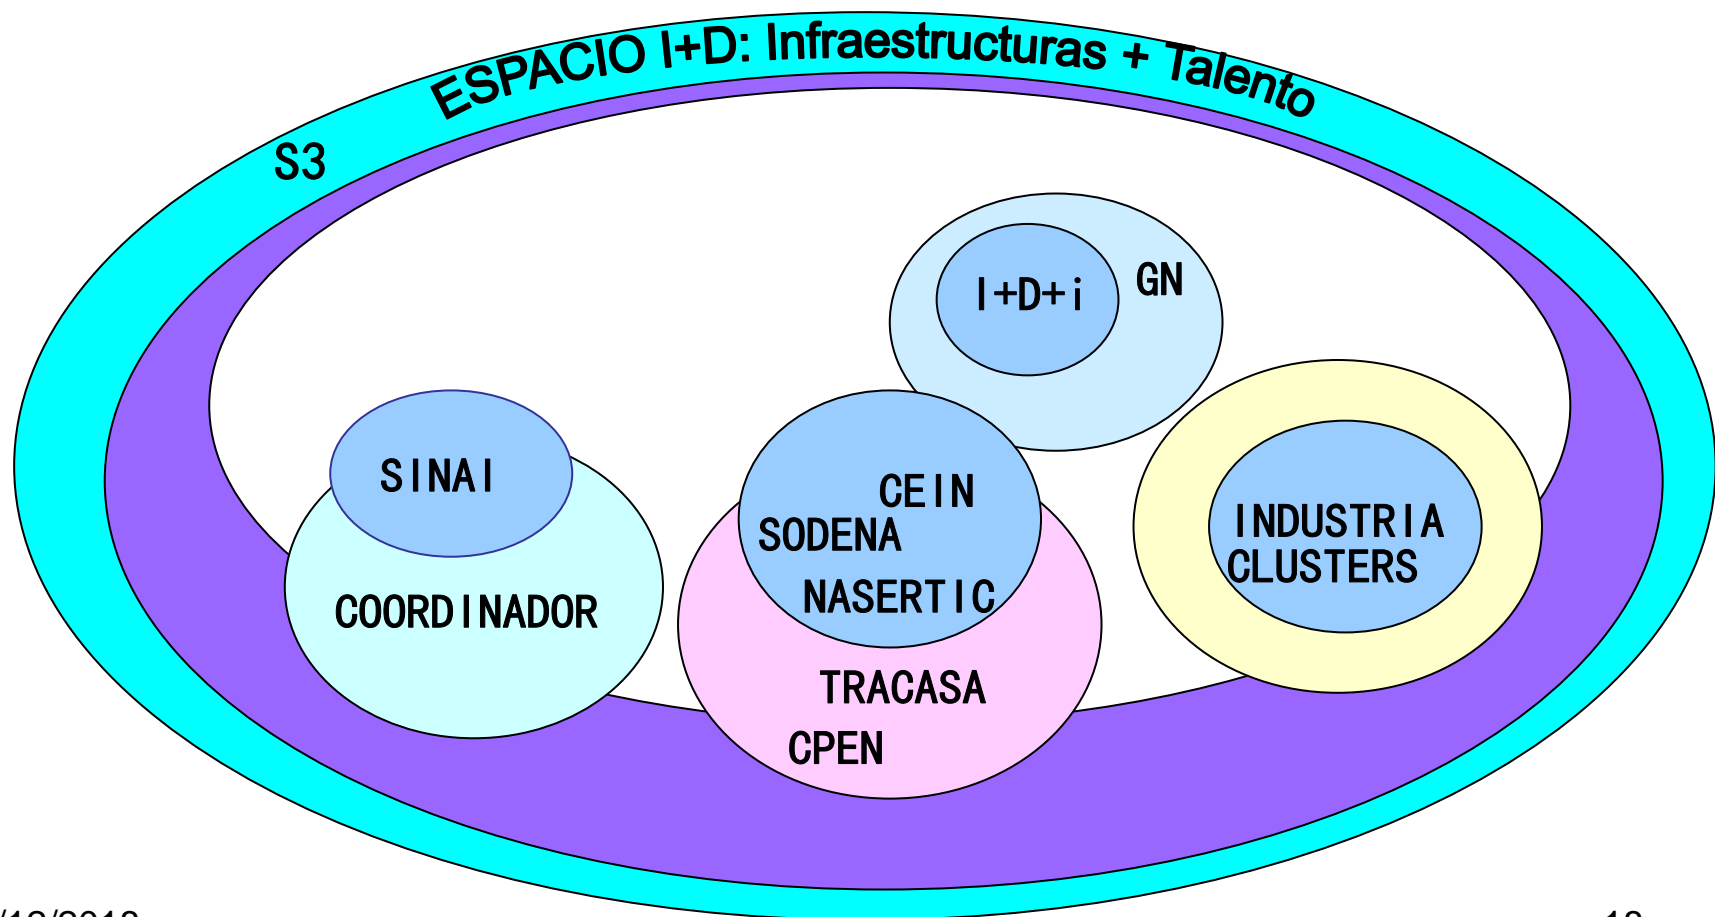 ESPACIO I+D: Infraestructuras + Talento
S3
I+D+i
GN
SINAI
COORDINADOR
CEIN
SODENA
NASERTIC
TRACASA
CPEN
INDUSTRIA
CLUSTERS